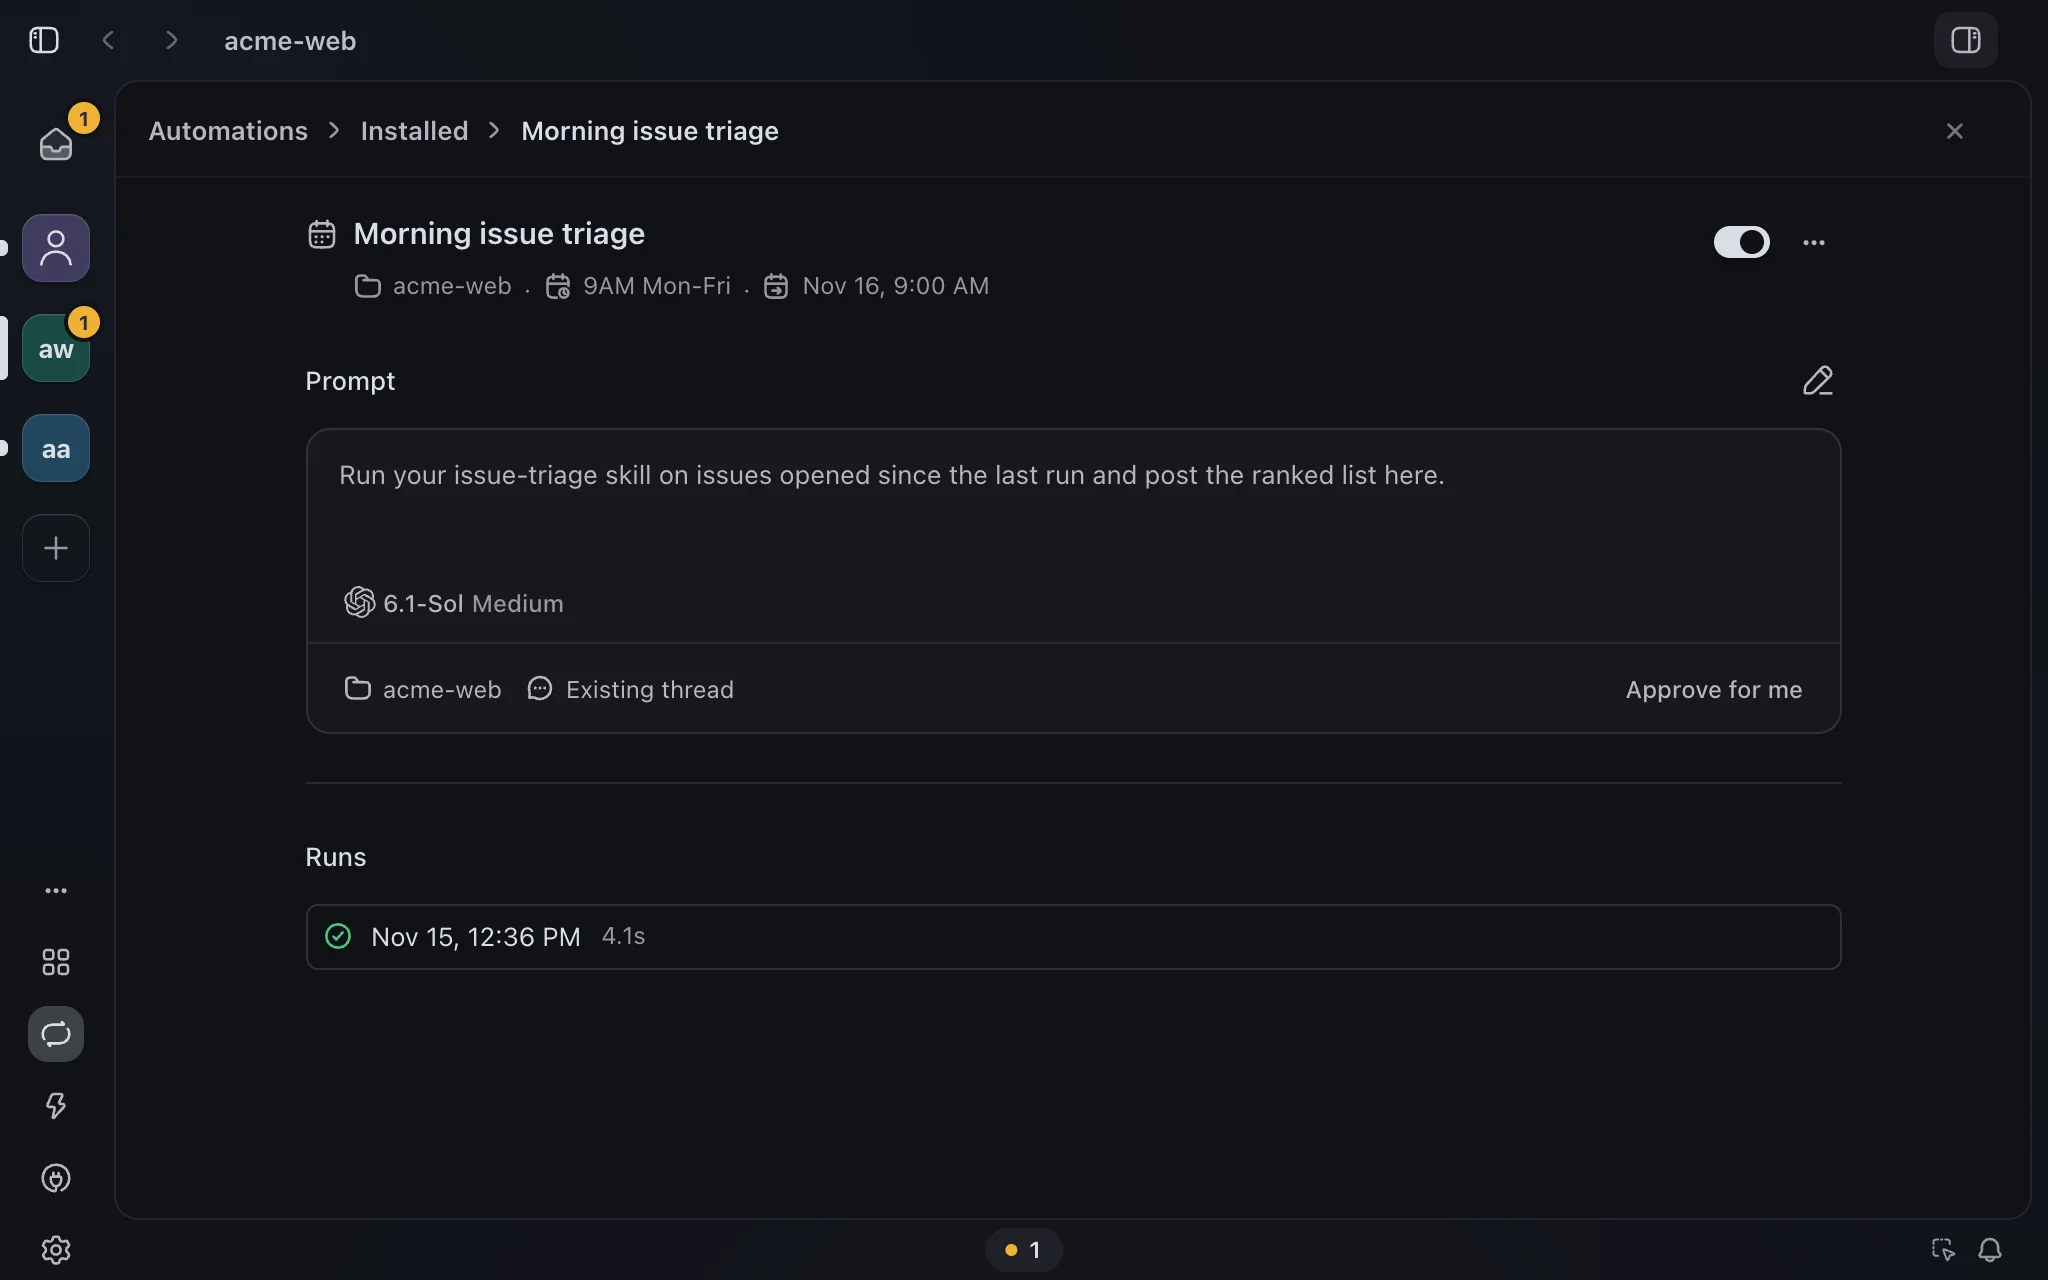 acme-web
1
Automations > Installed > Morning issue triage
Morning issue triage
acme-web . 9AM Mon-Fri . Nov 16, 9:00 AM
aw
1
aa
Prompt
Run your issue-triage skill on issues opened since the last run and post the ranked list here.
6.1-Sol Medium
acme-web Existing thread Approve for me
Runs
Nov 15, 12:36 PM 4.1s
1